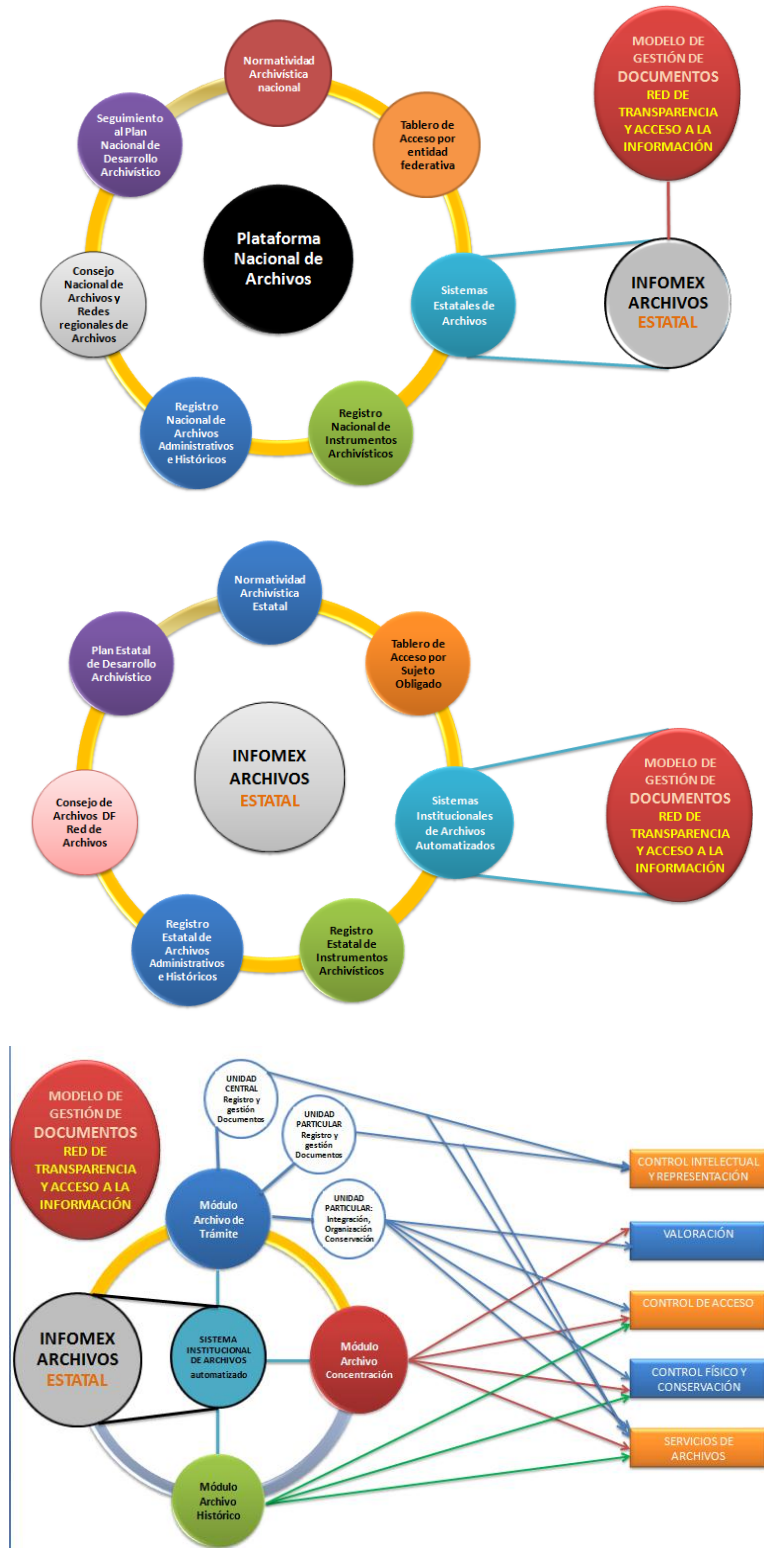 Normatividad
Archivística
nacional
MODELO DE
GESTIÓN DE
DOCUMENTOS
RED DE
TRANSPARENCIA
Y ACCESO A LA
INFORMACIÓN
Seguimiento
al Plan
Nacional de
Desarrollo
Archivístico
Tablero de
Acceso por
entidad
federativa
Plataforma
Nacional de
Archivos
Consejo
Nacional de
Archivos y
Redes
regionales de
Archivos
Sistemas
Estatales de
Archivos
INFOMEX
ARCHIVOS
ESTATAL
Registro
Nacional de
Archivos
Administrativos
e Históricos
Registro
Nacional de
Instrumentos
Archivísticos
Normatividad
Archivística
Estatal
Plan Estatal
de Desarrollo
Archivístico
Tablero de
Acceso por
Sujeto
Obligado
INFOMEX
ARCHIVOS
ESTATAL
Consejo de
Archivos DF
Red de
Archivos
Sistemas
Institucionales
de Archivos
Automatizados
MODELO DE
GESTIÓN DE
DOCUMENTOS
RED DE
TRANSPARENCIA
Y ACCESO A LA
INFORMACIÓN
Registro
Estatal de
Archivos
Administrativos
e Históricos
Registro
Estatal de
Instrumentos
Archivísticos
MODELO DE
GESTIÓN DE
DOCUMENTOS
RED DE
TRANSPARENCIA
Y ACCESO A LA
INFORMACIÓN
UNIDAD
CENTRAL
Registro y
gestión
Documentos
UNIDAD
PARTICULAR
Registro y
gestión
Documentos
UNIDAD
PARTICULAR:
Integración,
Organización
Conservación
Módulo
Archivo de
Trámite
CONTROL INTELECTUAL
Y REPRESENTACIÓN
VALORACIÓN
CONTROL DE ACCESO
CONTROL FÍSICO Y
CONSERVACIÓN
SERVICIOS DE
ARCHIVOS
INFOMEX
ARCHIVOS
ESTATAL
SISTEMA
INSTITUCIONAL
DE ARCHIVOS
automatizado
Módulo
Archivo
Concentración
Módulo
Archivo
Histórico